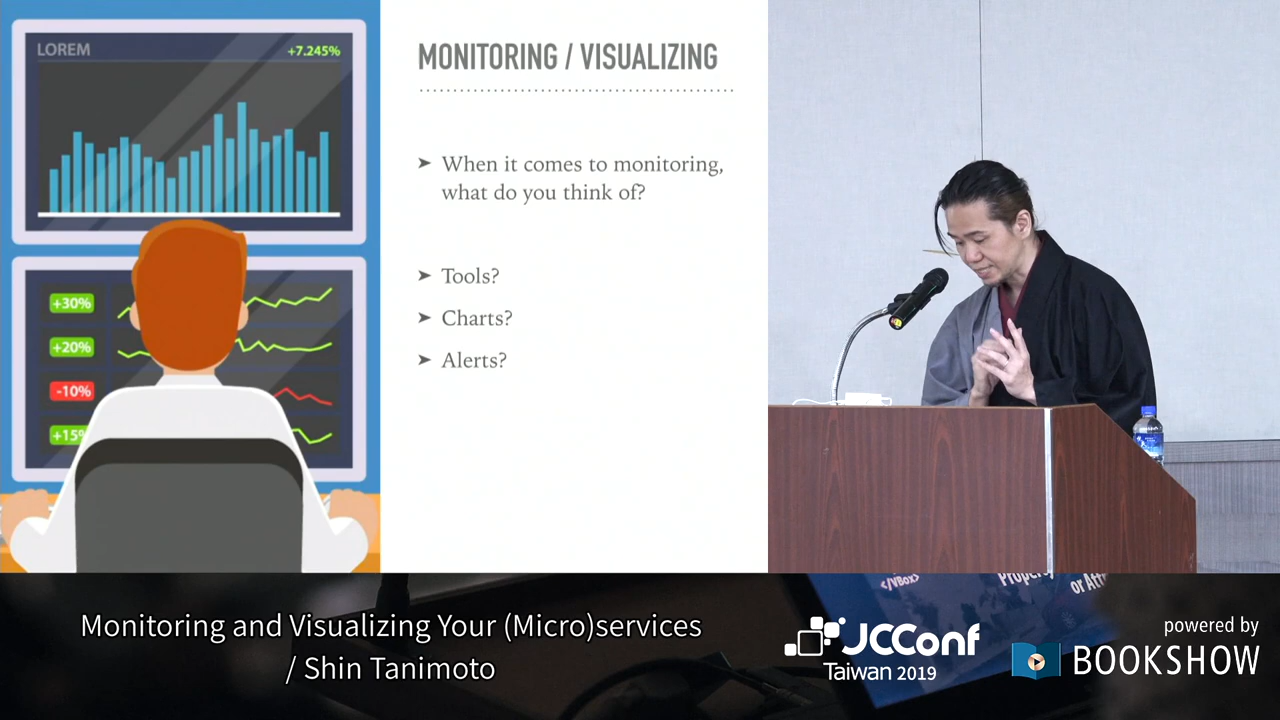 LOREM
+7.245%
+30%
+20%
-10%
+15%
MONITORING / VISUALIZING
➤ When it comes to monitoring,
what do you think of?
➤ Tools?
➤ Charts?
➤ Alerts?
</VBox>
Monitoring and Visualizing Your (Micro)services
/ Shin Tanimoto
JCConf
Taiwan 2019
powered by
BOOKSHOW